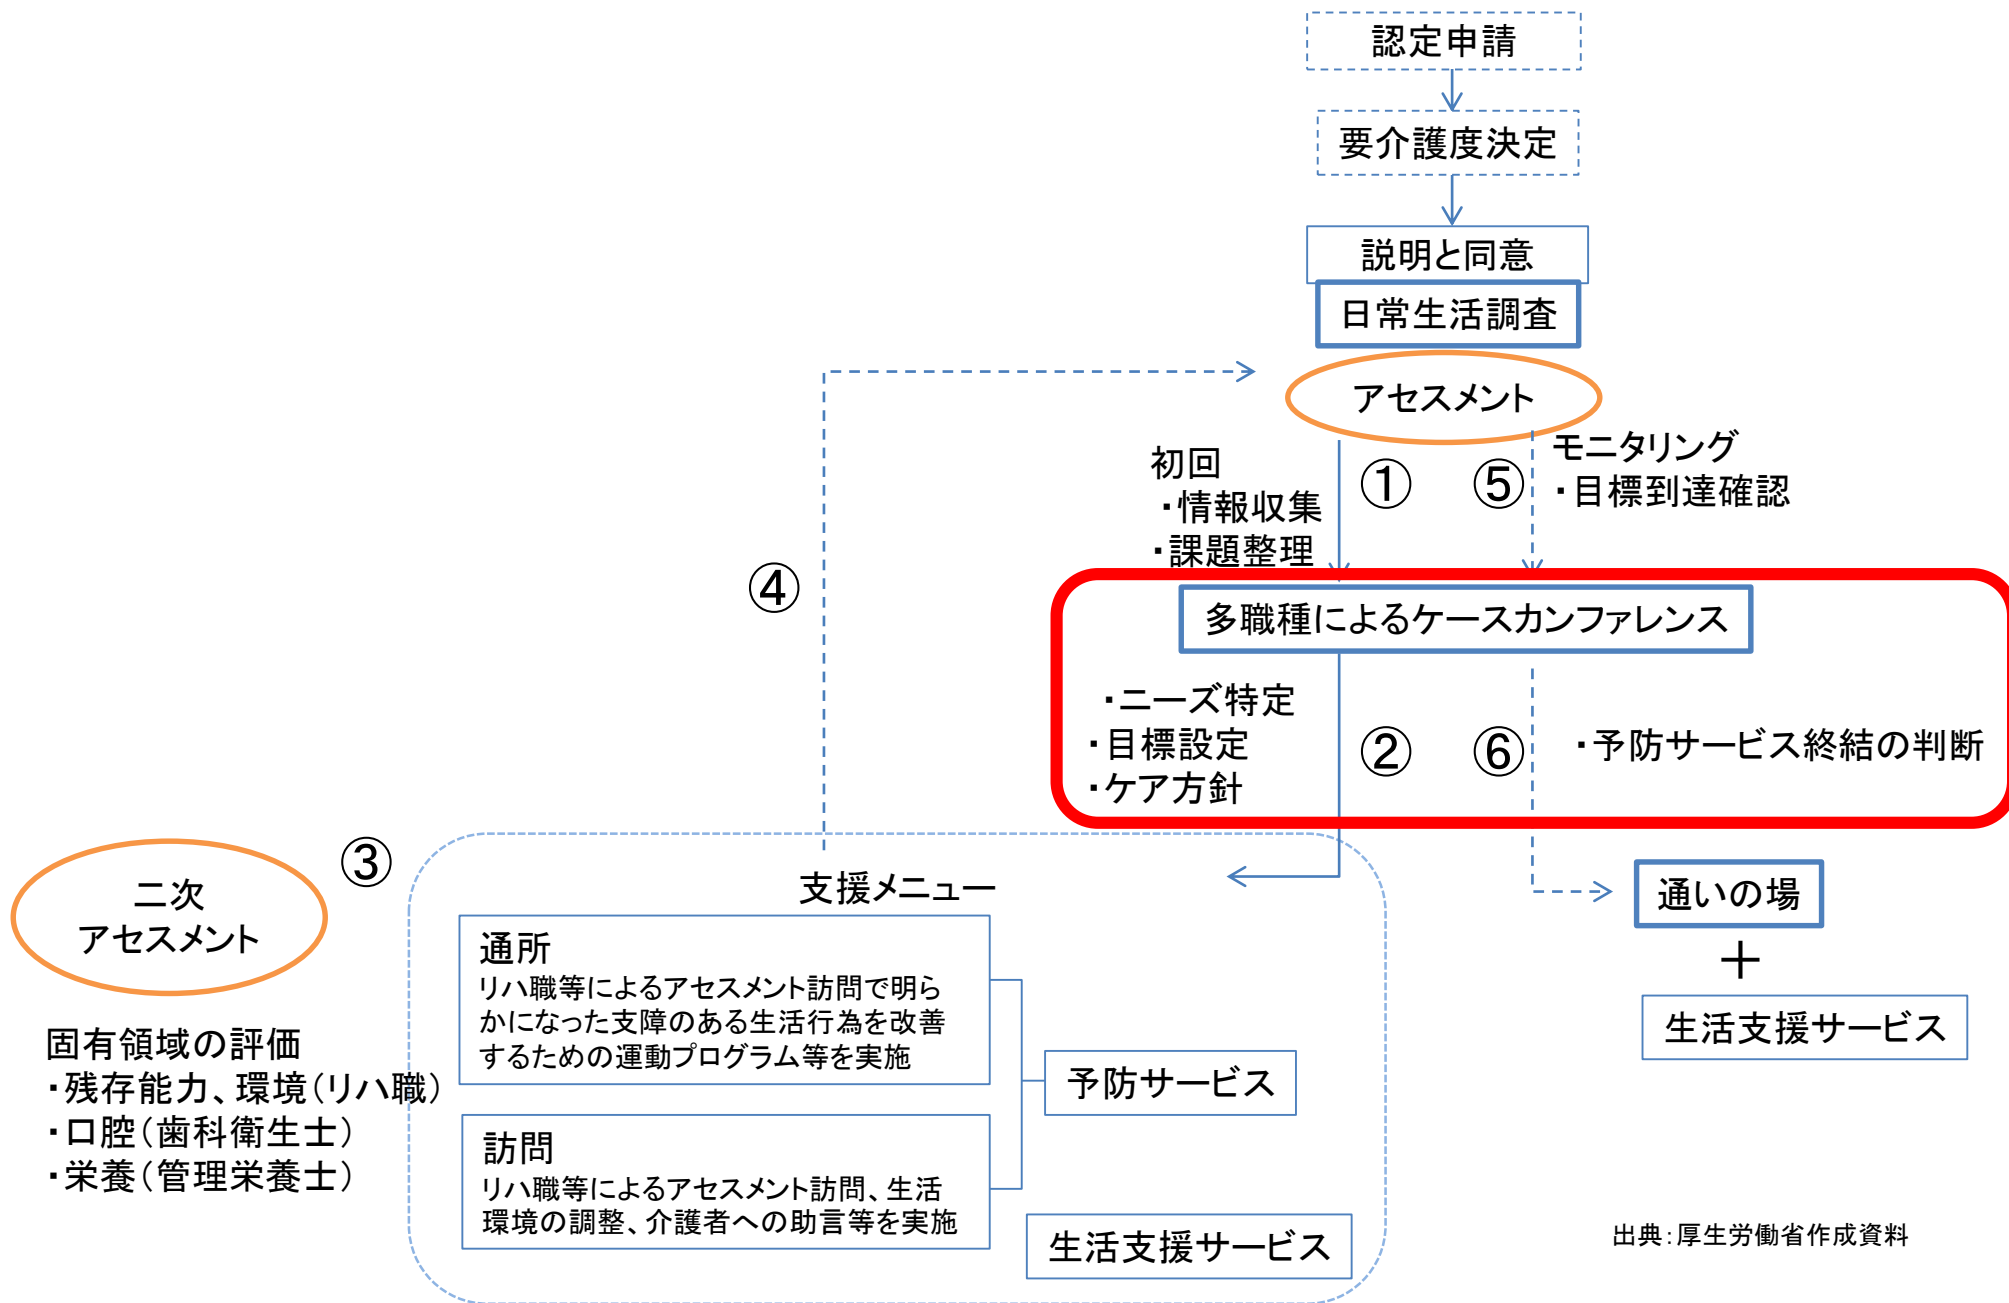 認定申請
要介護度決定
説明と同意
日常生活調査
アセスメント
初回
・情報収集
・課題整理
①
⑤
モニタリング
・目標到達確認
④
多職種によるケースカンファレンス
・ニーズ特定
・目標設定
・ケア方針
②
⑥
・予防サービス終結の判断
③
二次
アセスメント
固有領域の評価
・残存能力、環境(リハ職)
・口腔(歯科衛生士)
・栄養(管理栄養士)
支援メニュー
通所
リハ職等によるアセスメント訪問で明ら
かになった支障のある生活行為を改善
するための運動プログラム等を実施
訪問
リハ職等によるアセスメント訪問、生活
環境の調整、介護者への助言等を実施
予防サービス
生活支援サービス
通いの場
＋
生活支援サービス
出典：厚生労働省作成資料